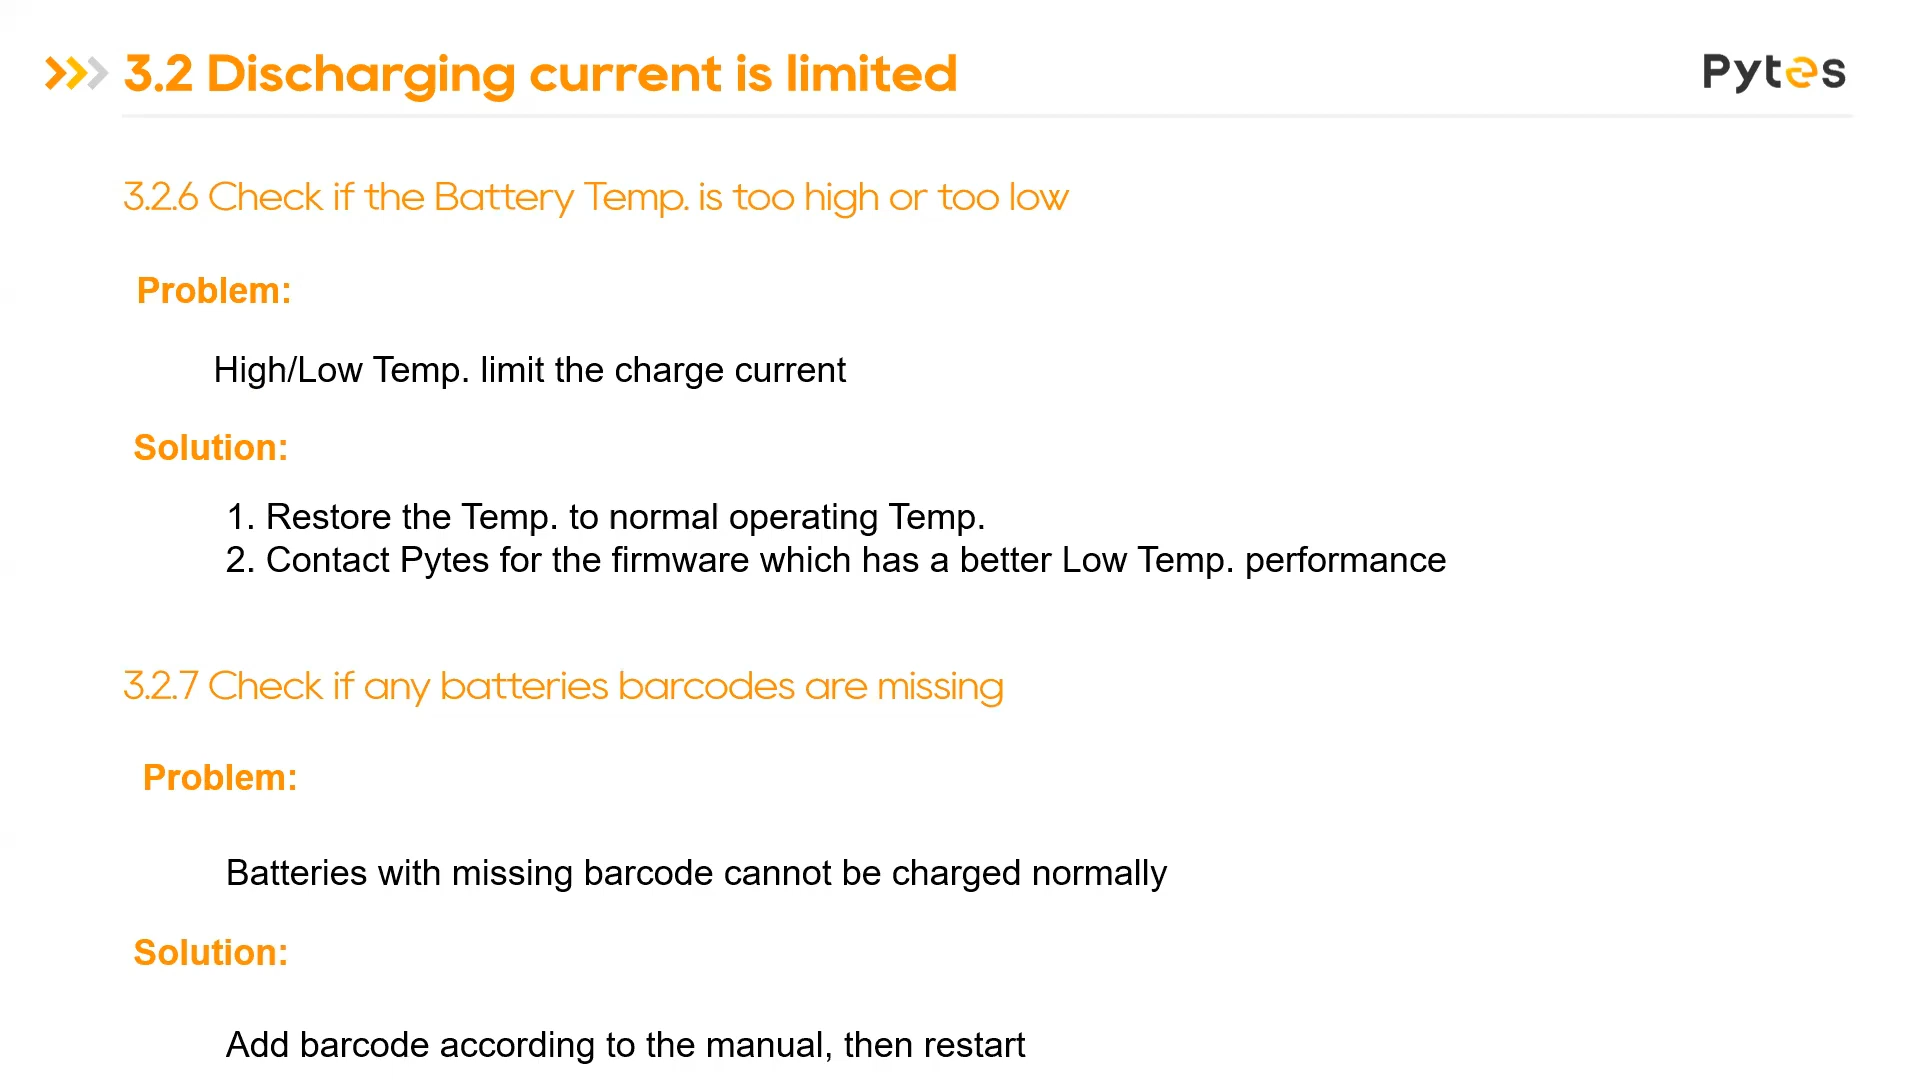 3.2 Discharging current is limited
Pytes
3.2.6 Check if the Battery Temp. is too high or too low
Problem:
High/Low Temp. limit the charge current
Solution:
1. Restore the Temp. to normal operating Temp.
2. Contact Pytes for the firmware which has a better Low Temp. performance
3.2.7 Check if any batteries barcodes are missing
Problem:
Batteries with missing barcode cannot be charged normally
Solution:
Add barcode according to the manual, then restart